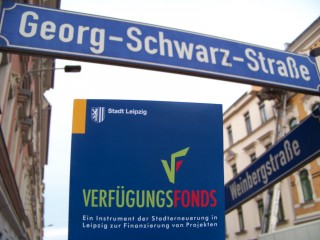 Georg-Schwarz-Straße
Stadt Leipzig
Weinbergstraße
VERFÜGUNGSFONDS
Ein Instrument der Stadterneuerung in
Leipzig zur Finanzierung von Projekten